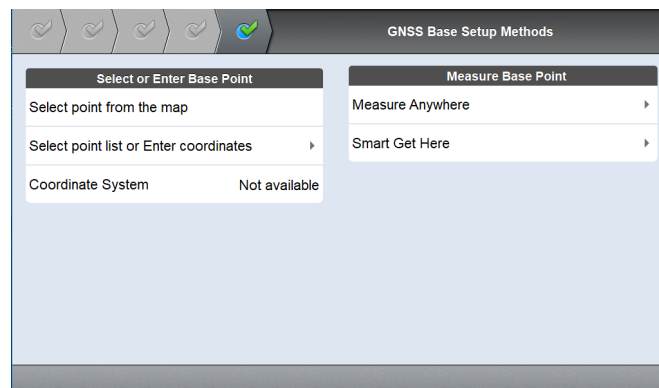 GNSS Base Setup Methods
Select or Enter Base Point
Select point from the map
Select point list or Enter coordinates
Coordinate System Not available
Measure Base Point
Measure Anywhere
Smart Get Here